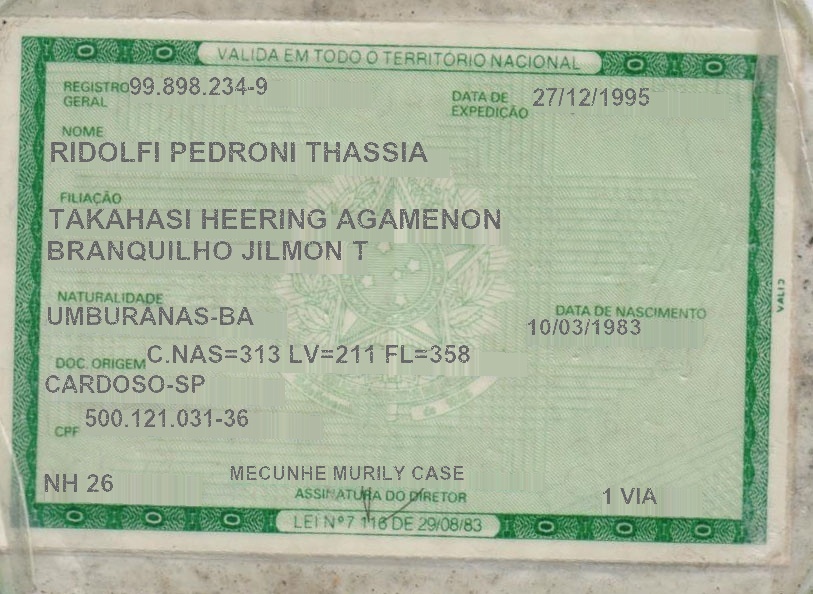 VALIDA EM TODO O TERRITÓRIO NACIONAL
REGISTRO GERAL 99.898.234-9
DATA DE EXPEDIÇÃO 27/12/1995
NOME
RIDOLFI PEDRONI THASSIA
FILIAÇÃO
TAKAHASI HEERING AGAMENON
BRANQUILHO JILMON T
NATURALIDADE
UMBURANAS-BA
DATA DE NASCIMENTO
10/03/1983
DOC. ORIGEM C.NAS=313 LV=211 FL=358
CARDOSO-SP
CPF 500.121.031-36
NH 26
MECUNHE MURILY CASE
ASSINATURA DO DIRETOR
1 VIA
LEI Nº 7.116 DE 29/08/83